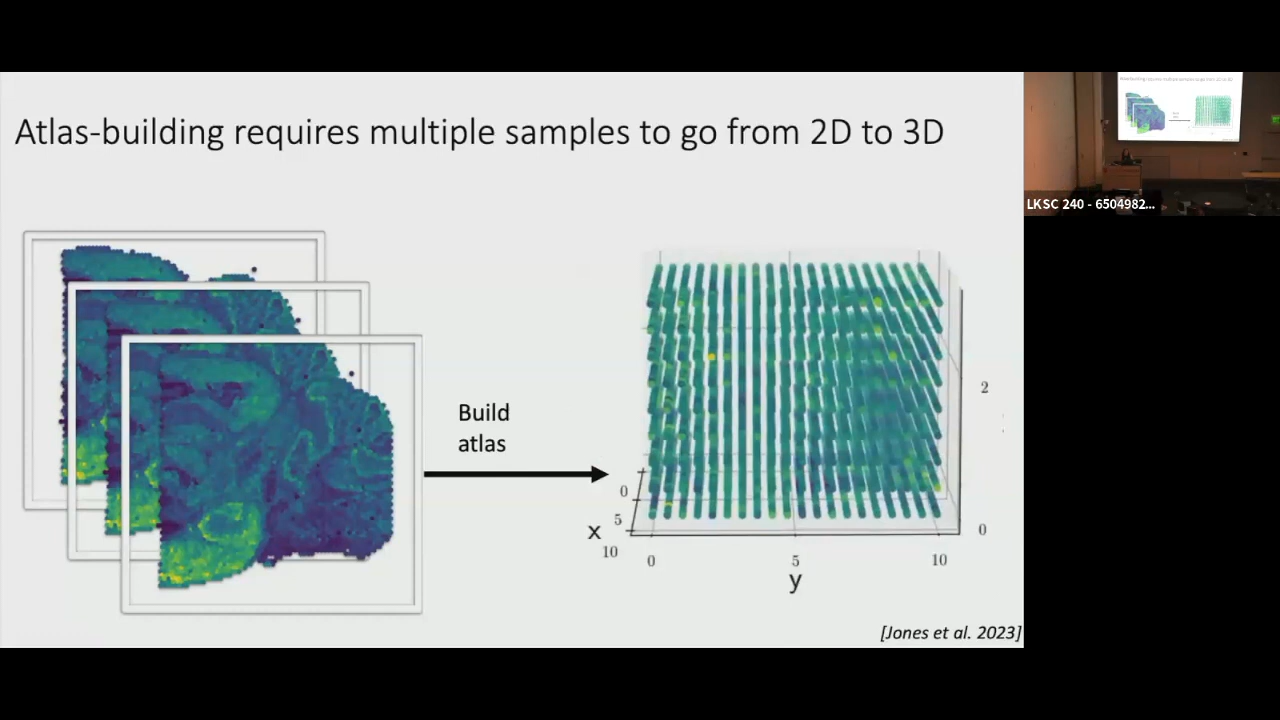 Atlas-building requires multiple samples to go from 2D to 3D
LKSC 240 - 6504982...
Build
atlas
2
0
x
5
10
0
0
5
10
y
[Jones et al. 2023]